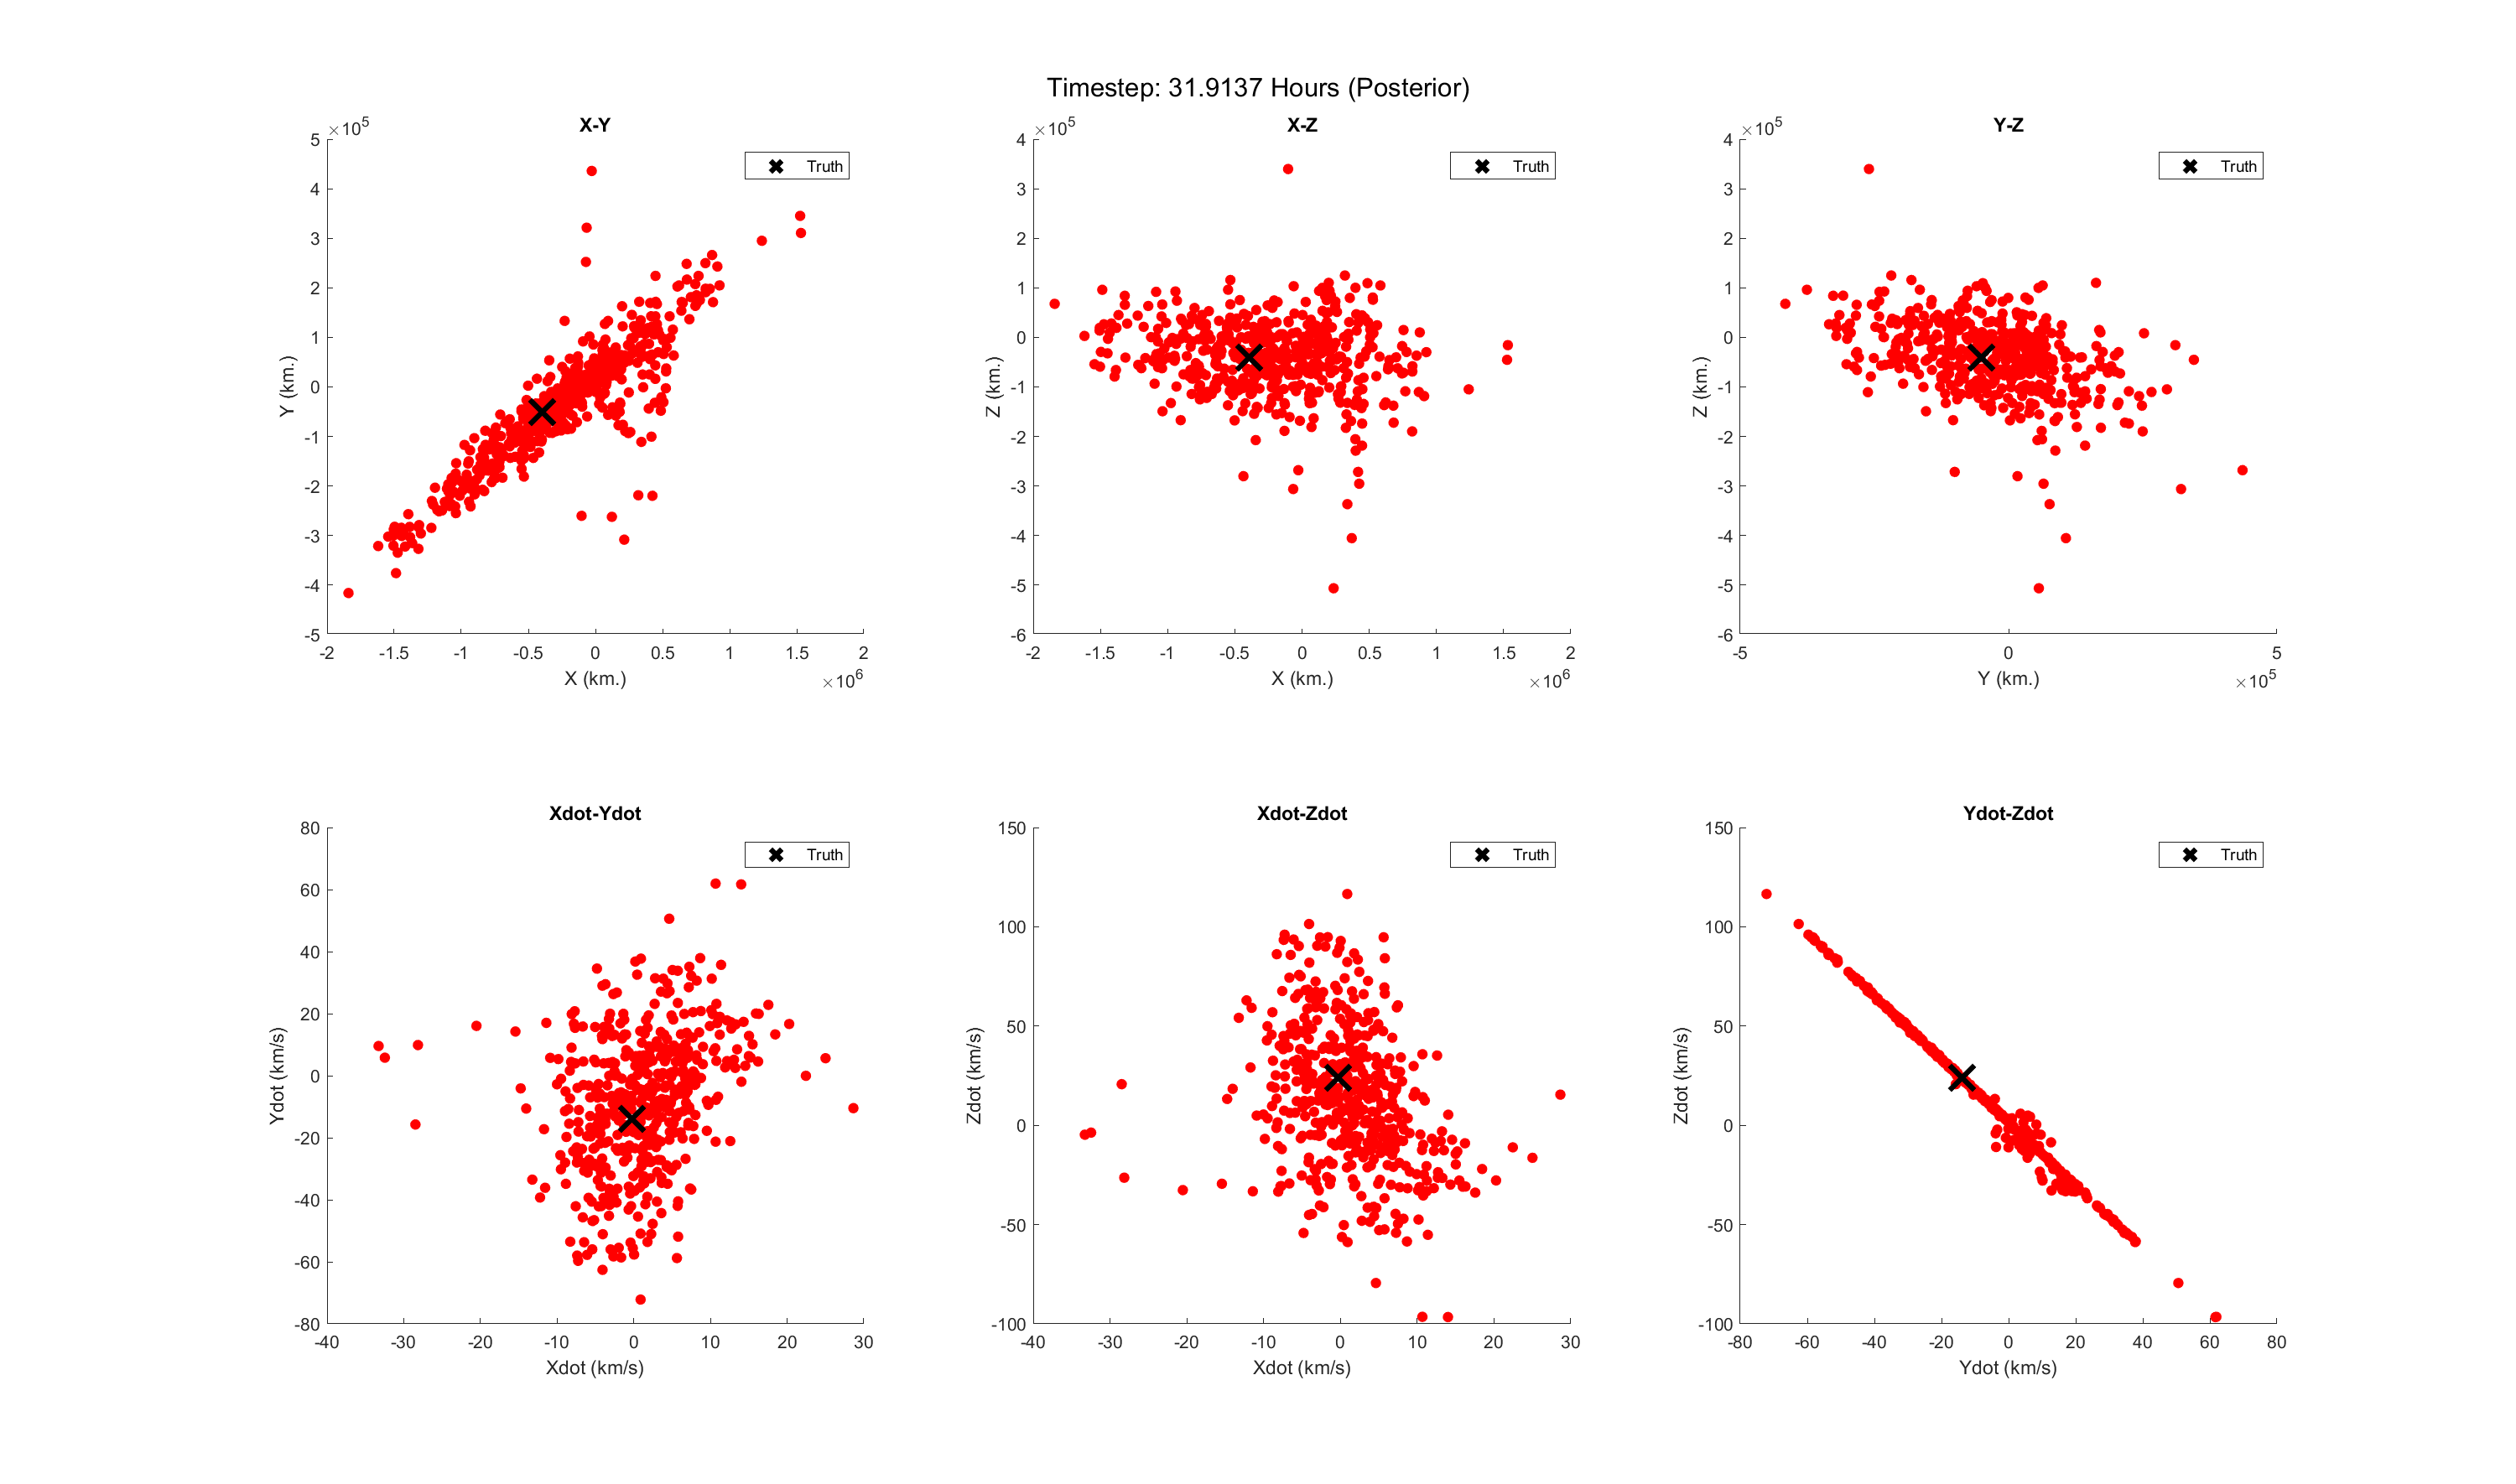 Timestep: 31.9137 Hours (Posterior)
X-Y
×10^5
5
4
3
2
1
0
-1
-2
-3
-4
-5
Y (km.)
-2 -1.5 -1 -0.5 0 0.5 1 1.5 2
X (km.)
×10^6
Truth
X-Z
×10^5
4
3
2
1
0
-1
-2
-3
-4
-5
-6
Z (km.)
-2 -1.5 -1 -0.5 0 0.5 1 1.5 2
X (km.)
×10^6
Truth
Y-Z
×10^5
4
3
2
1
0
-1
-2
-3
-4
-5
-6
Z (km.)
-5 0 5
Y (km.)
×10^5
Truth
Xdot-Ydot
80
60
40
20
0
-20
-40
-60
-80
Ydot (km/s)
-40 -30 -20 -10 0 10 20 30
Xdot (km/s)
Truth
Xdot-Zdot
150
100
50
0
-50
-100
Zdot (km/s)
-40 -30 -20 -10 0 10 20 30
Xdot (km/s)
Truth
Ydot-Zdot
150
100
50
0
-50
-100
Zdot (km/s)
-80 -60 -40 -20 0 20 40 60 80
Ydot (km/s)
Truth